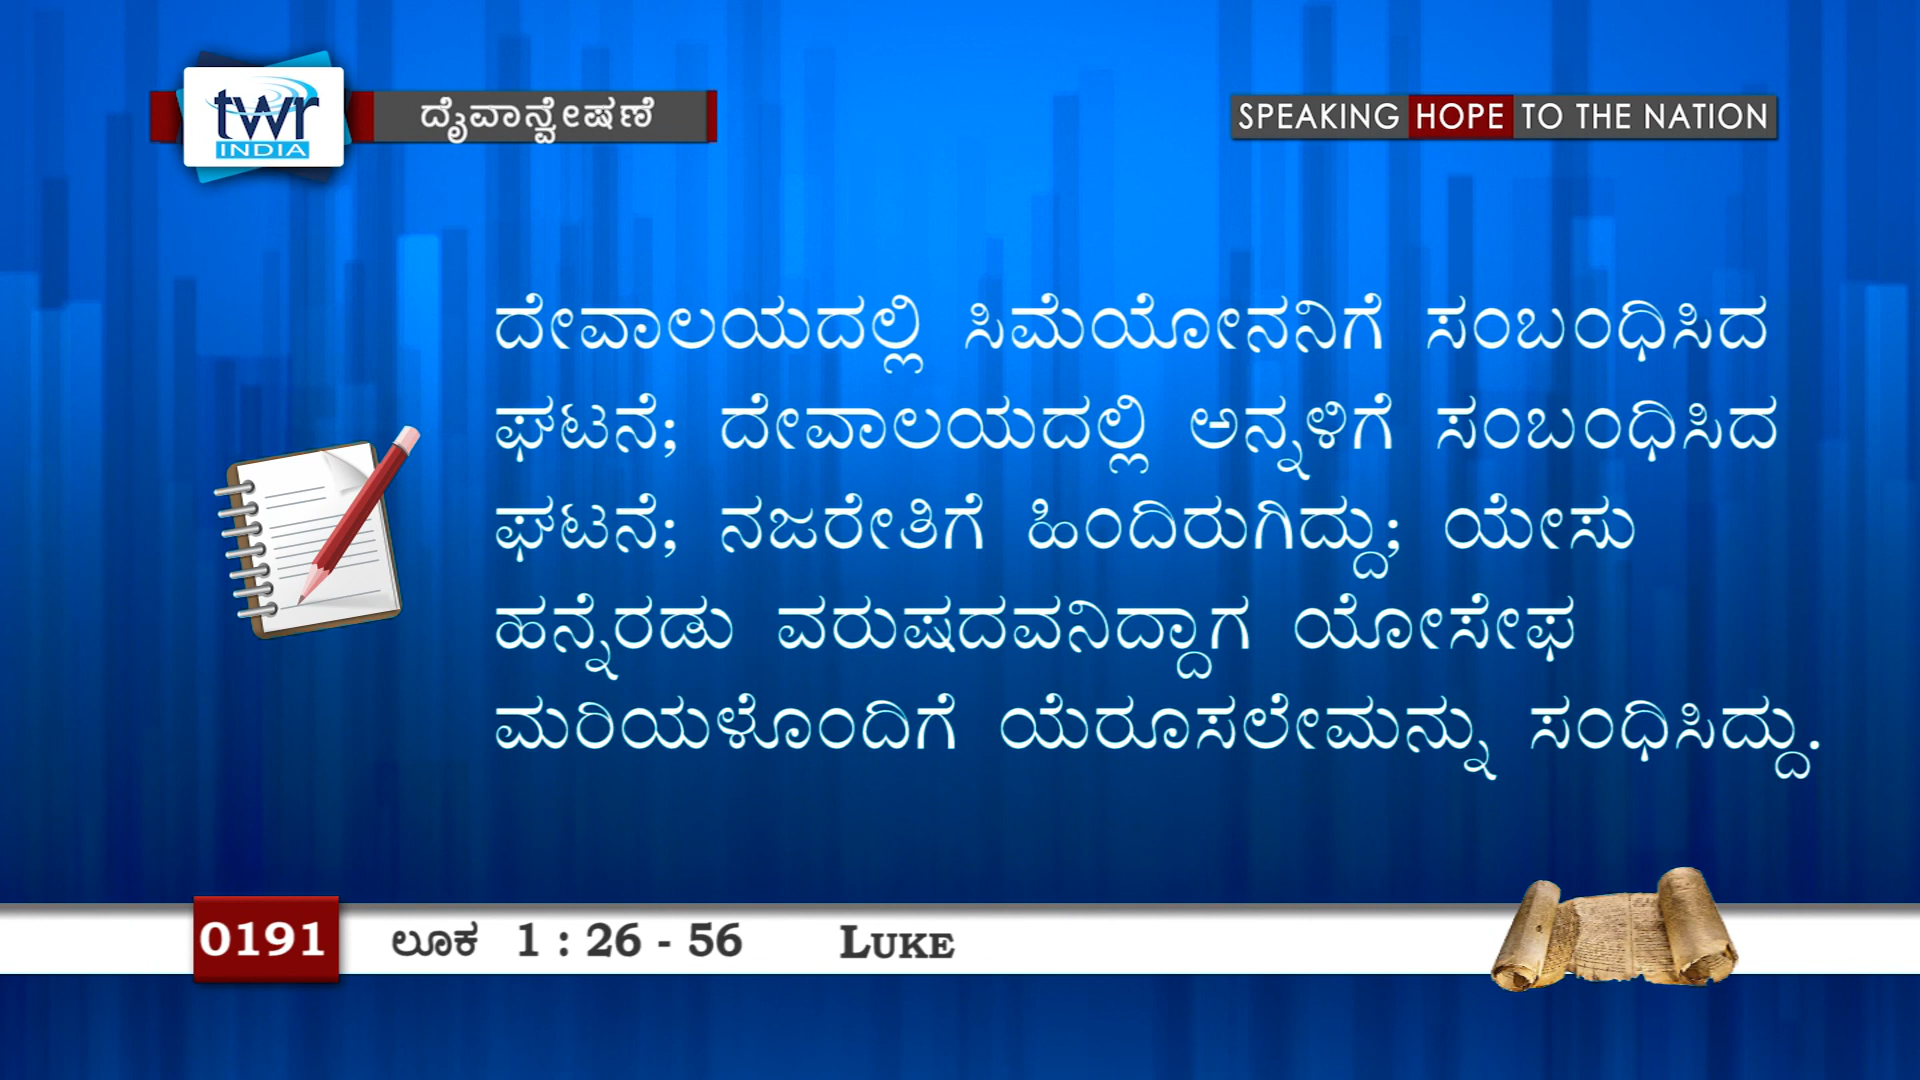 twr
INDIA
ದೈವಾನ್ವೇಷಣೆ
SPEAKING HOPE TO THE NATION
ದೇವಾಲಯದಲ್ಲಿ ಸಿಮೆಯೋನನಿಗೆ ಸಂಬಂಧಿಸಿದ
ಘಟನೆ; ದೇವಾಲಯದಲ್ಲಿ ಅನ್ನಳಿಗೆ ಸಂಬಂಧಿಸಿದ
ಘಟನೆ; ನಜರೇತಿಗೆ ಹಿಂದಿರುಗಿದ್ದು; ಯೇಸು
ಹನ್ನೆರಡು ವರುಷದವನಿದ್ದಾಗ ಯೋಸೇಫ
ಮರಿಯಳೊಂದಿಗೆ ಯೆರೂಸಲೇಮನ್ನು ಸಂಧಿಸಿದ್ದು.
0191 ಲೂಕ 1 : 26 - 56 LUKE